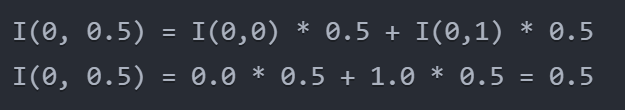 I(0, 0.5) = I(0,0) * 0.5 + I(0,1) * 0.5
I(0, 0.5) = 0.0 * 0.5 + 1.0 * 0.5 = 0.5